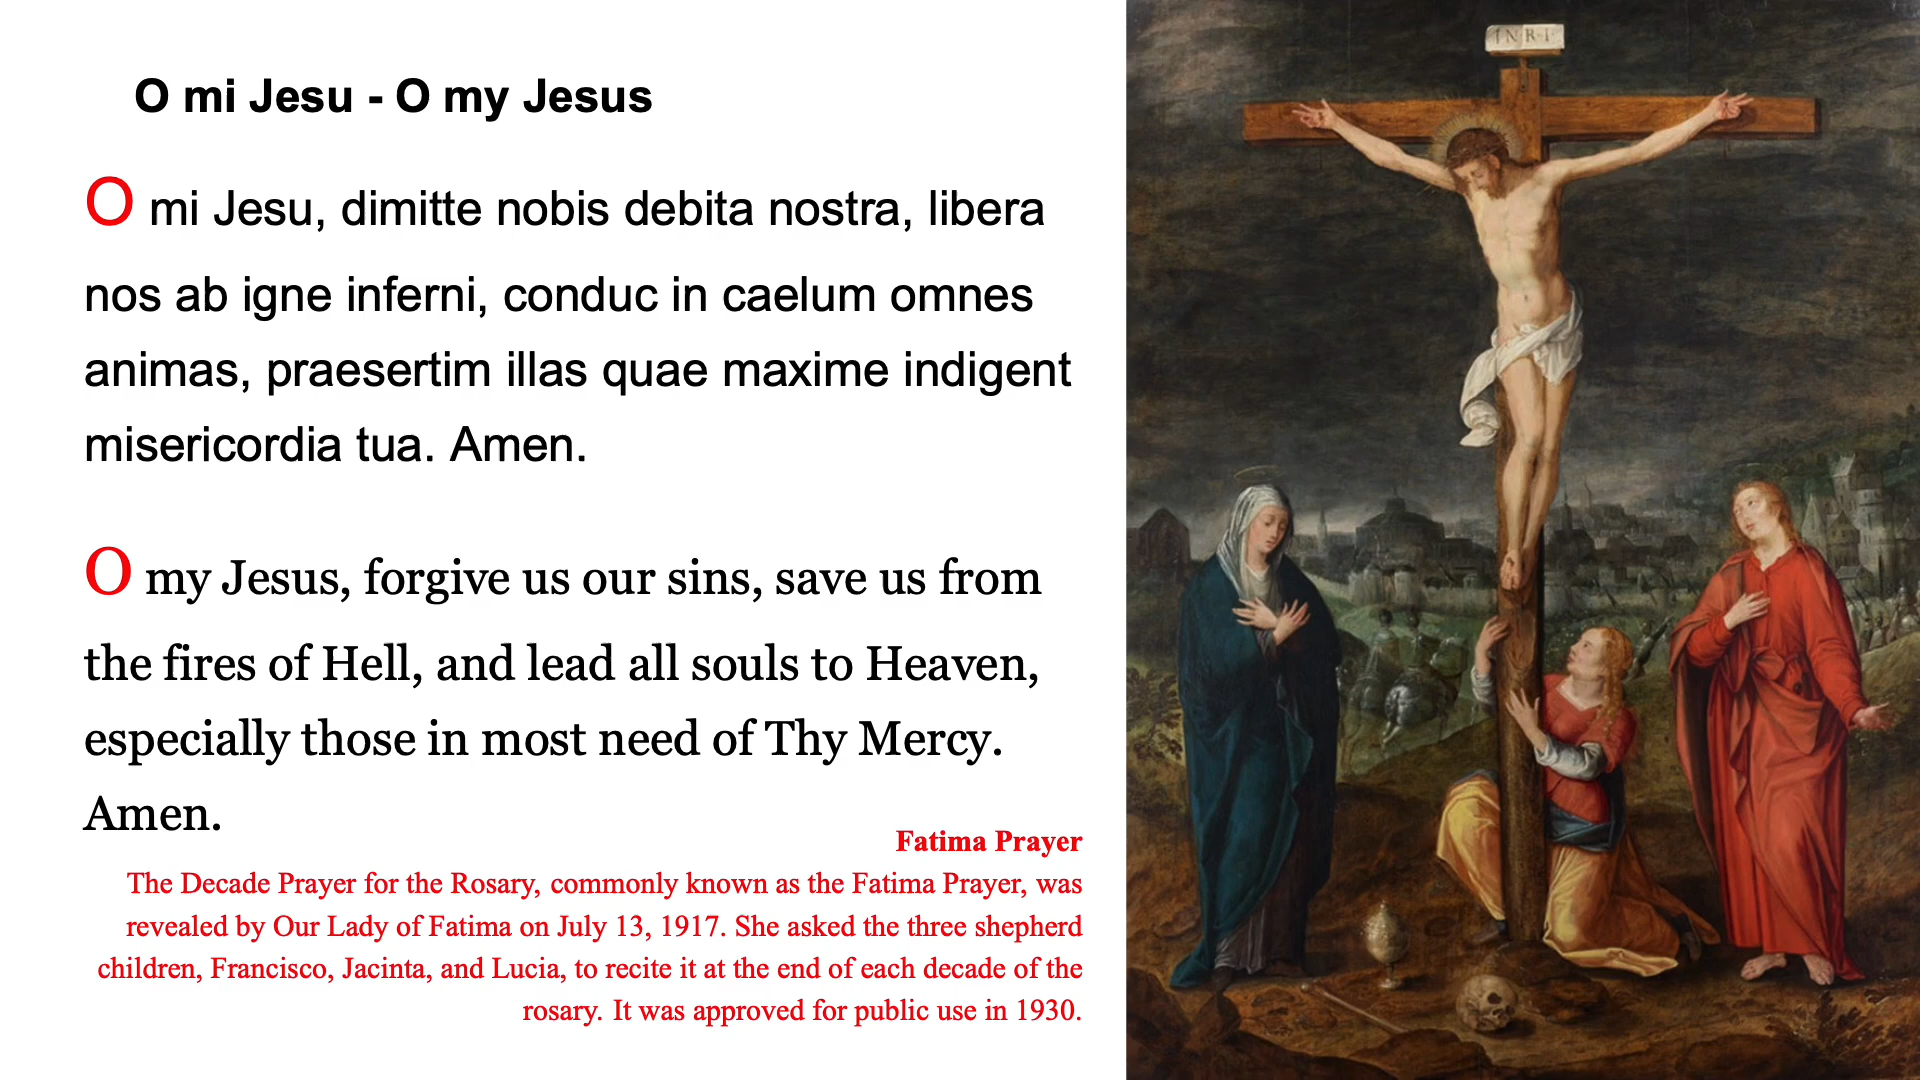 O mi Jesu - O my Jesus
O mi Jesu, dimitte nobis debita nostra, libera
nos ab igne inferni, conduc in caelum omnes
animas, praesertim illas quae maxime indigent
misericordia tua. Amen.
O my Jesus, forgive us our sins, save us from
the fires of Hell, and lead all souls to Heaven,
especially those in most need of Thy Mercy.
Amen.
Fatima Prayer
The Decade Prayer for the Rosary, commonly known as the Fatima Prayer, was
revealed by Our Lady of Fatima on July 13, 1917. She asked the three shepherd
children, Francisco, Jacinta, and Lucia, to recite it at the end of each decade of the
rosary. It was approved for public use in 1930.
INRI